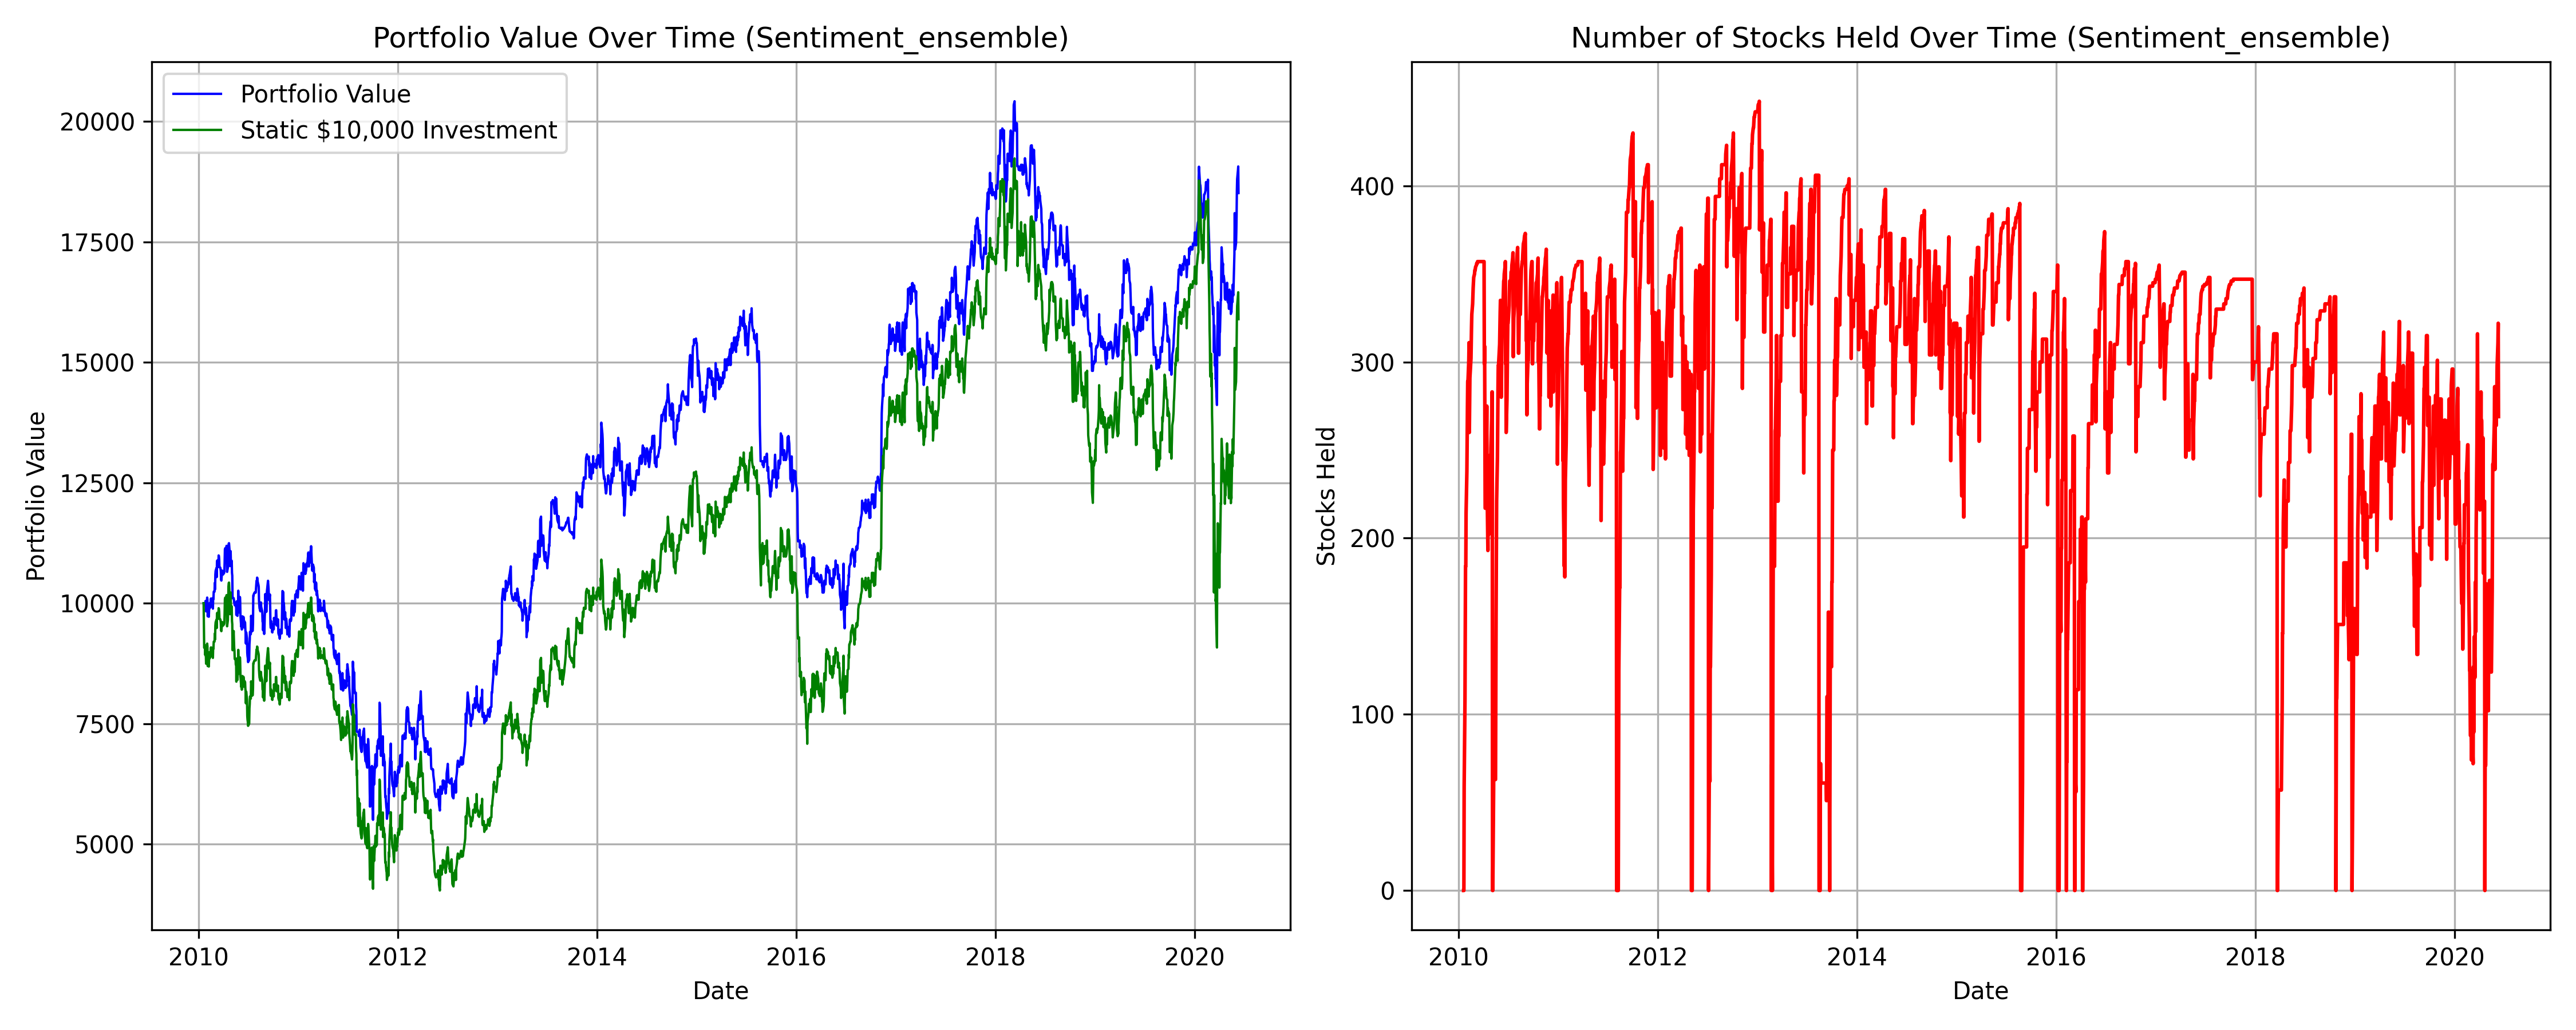 Portfolio Value Over Time (Sentiment_ensemble)
Portfolio Value
Static $10,000 Investment
Portfolio Value
20000
17500
15000
12500
10000
7500
5000
2010 2012 2014 2016 2018 2020
Date
Number of Stocks Held Over Time (Sentiment_ensemble)
Stocks Held
400
300
200
100
0
2010 2012 2014 2016 2018 2020
Date